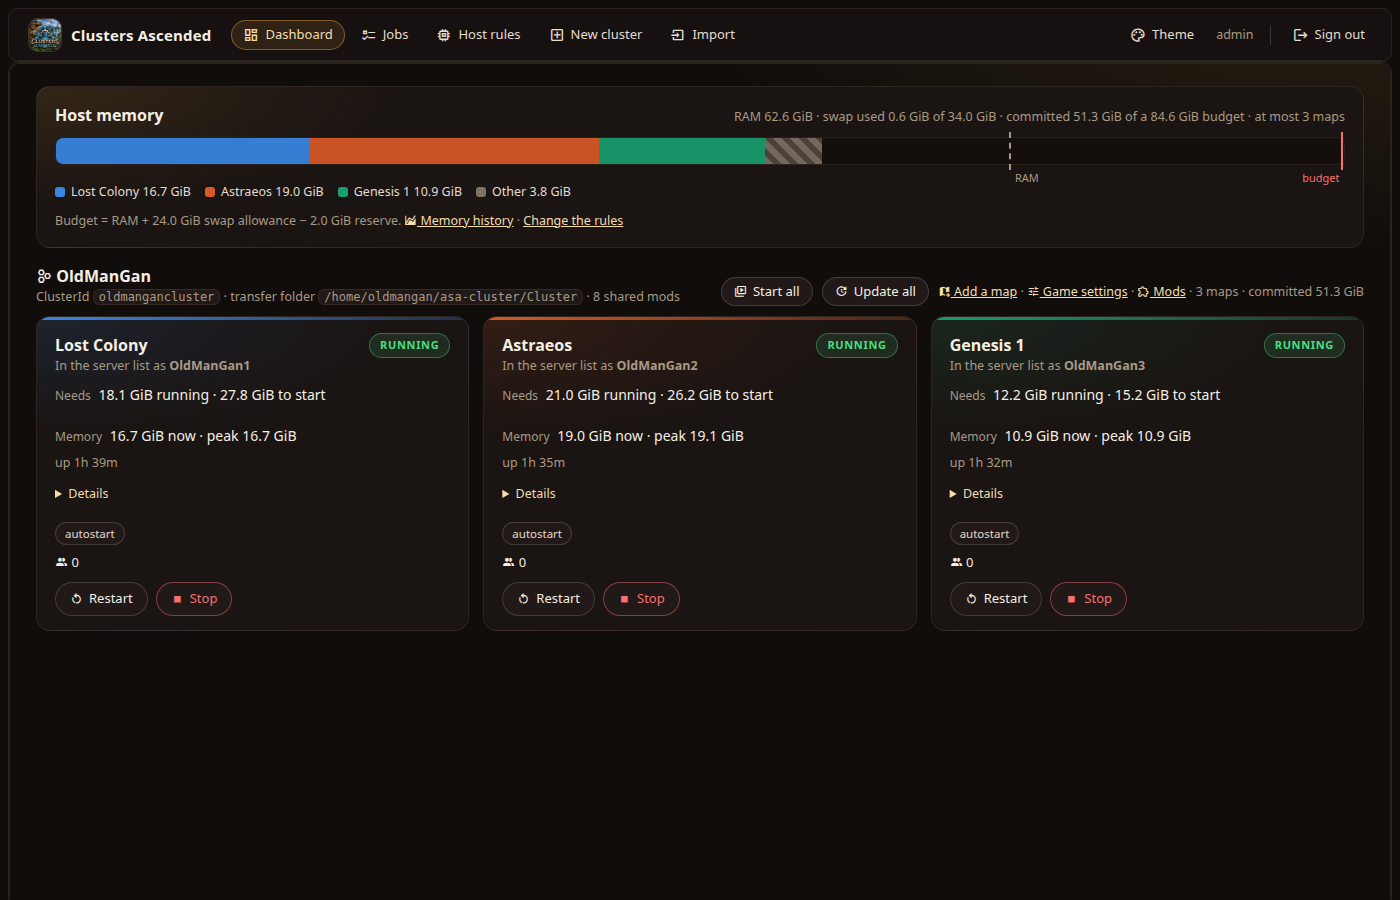 Clusters Ascended
Dashboard
Jobs
Host rules
New cluster
Import
Theme
admin
Sign out
Host memory
RAM 62.6 GiB · swap used 0.6 GiB of 34.0 GiB · committed 51.3 GiB of a 84.6 GiB budget · at most 3 maps
RAM
budget
Lost Colony 16.7 GiB
Astraeos 19.0 GiB
Genesis 1 10.9 GiB
Other 3.8 GiB
Budget = RAM + 24.0 GiB swap allowance − 2.0 GiB reserve. Memory history · Change the rules
OldManGan
ClusterId oldmangancluster · transfer folder /home/oldmangan/asa-cluster/Cluster · 8 shared mods
Start all
Update all
Add a map · Game settings · Mods · 3 maps · committed 51.3 GiB
Lost Colony
RUNNING
In the server list as OldManGan1
Needs 18.1 GiB running · 27.8 GiB to start
Memory 16.7 GiB now · peak 16.7 GiB
up 1h 39m
Details
autostart
0
Restart
Stop
Astraeos
RUNNING
In the server list as OldManGan2
Needs 21.0 GiB running · 26.2 GiB to start
Memory 19.0 GiB now · peak 19.1 GiB
up 1h 35m
Details
autostart
0
Restart
Stop
Genesis 1
RUNNING
In the server list as OldManGan3
Needs 12.2 GiB running · 15.2 GiB to start
Memory 10.9 GiB now · peak 10.9 GiB
up 1h 32m
Details
autostart
0
Restart
Stop